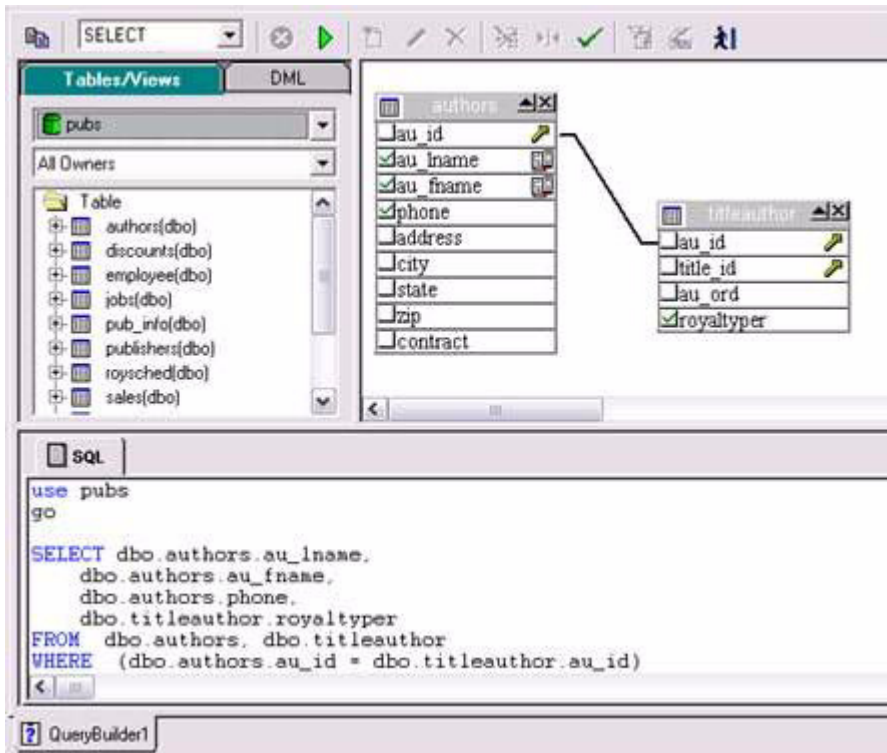 SELECT
Tables/Views
DML
pubs
All Owners
Table
authors(dbo)
discounts(dbo)
employee(dbo)
jobs(dbo)
pub_info(dbo)
publishers(dbo)
roysched(dbo)
sales(dbo)
authors
au_id
au_lname
au_fname
phone
address
city
state
zip
contract
titleauthor
au_id
title_id
au_ord
royaltyper
SQL
use pubs
go
SELECT dbo.authors.au_lname,
dbo.authors.au_fname,
dbo.authors.phone,
dbo.titleauthor.royaltyper
FROM dbo.authors, dbo.titleauthor
WHERE (dbo.authors.au_id = dbo.titleauthor.au_id)
QueryBuilder1